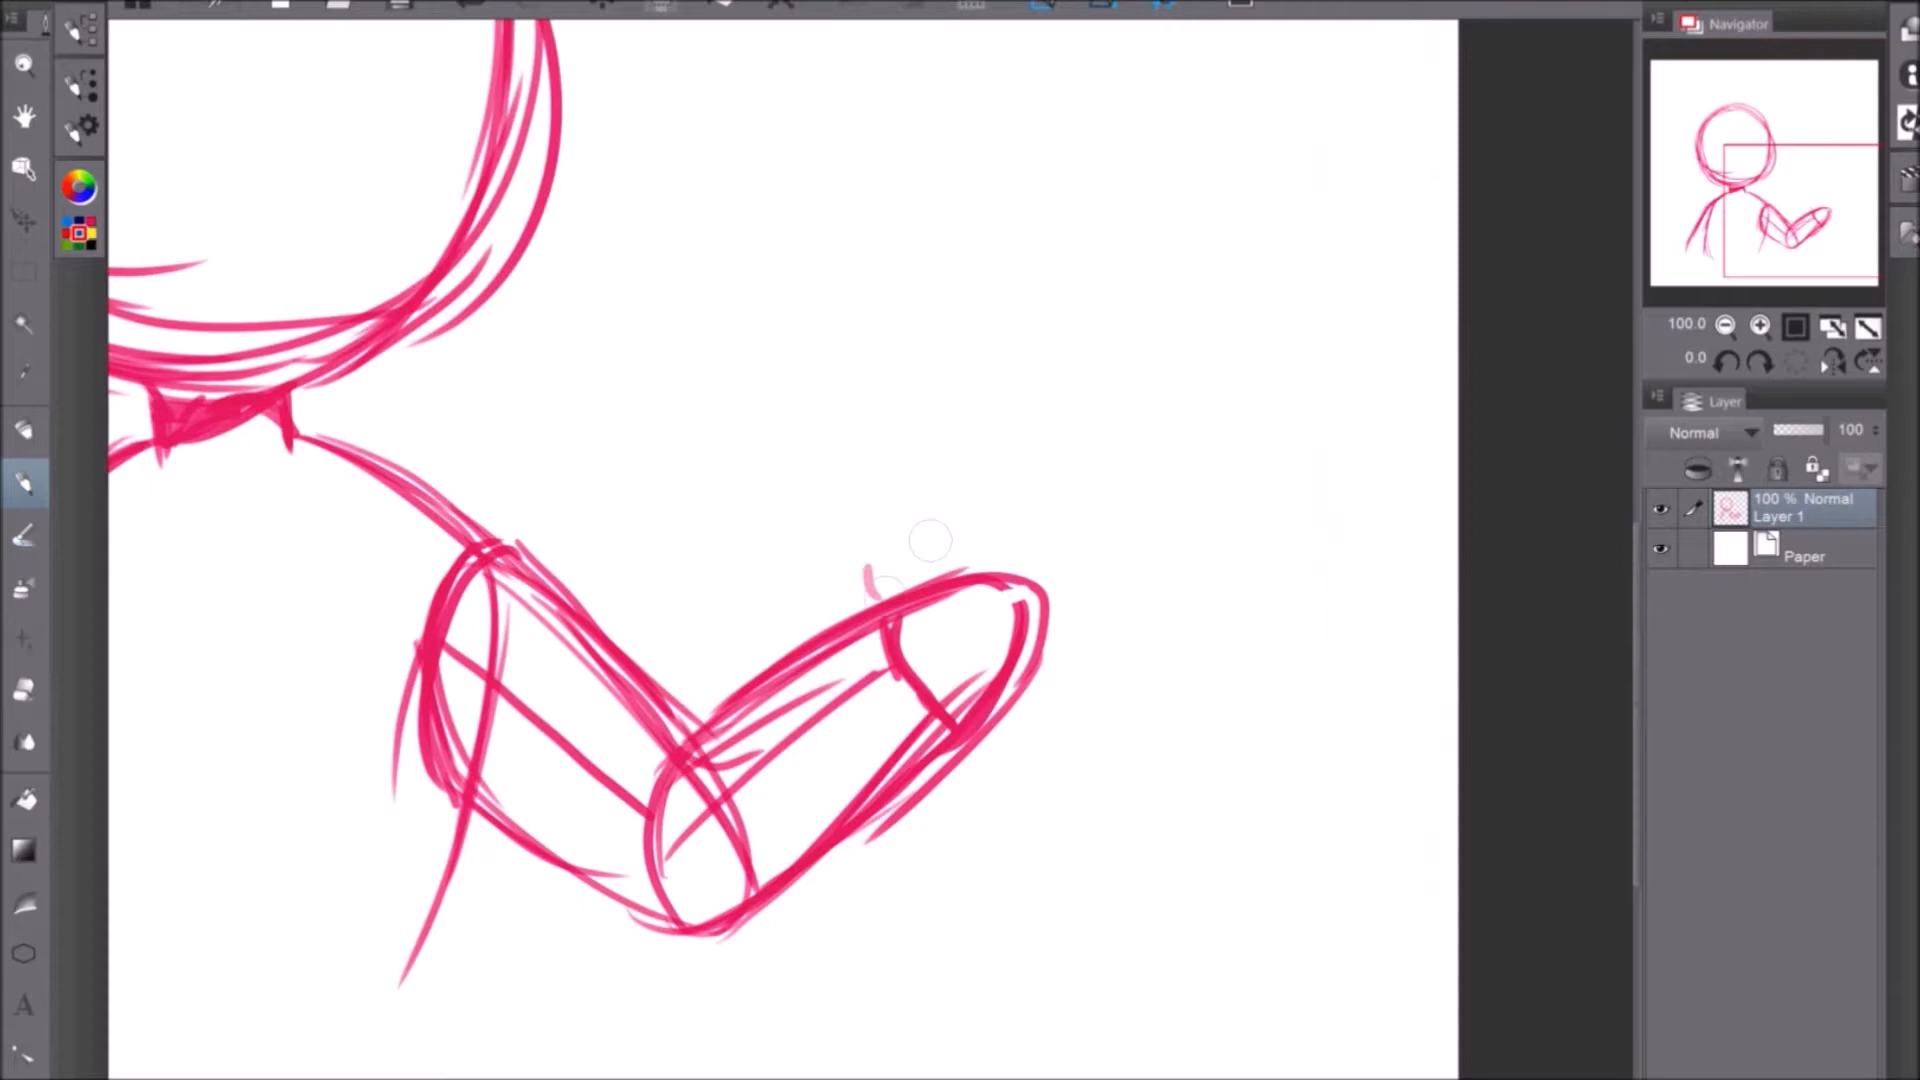 Navigator
100.0
0.0
Layer
Normal 100
100 % Normal
Layer 1
Paper
A